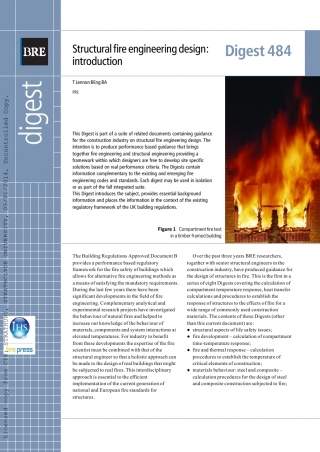 BRE
digest
Structural fire engineering design:
introduction
Digest 484
T Lennon BEng BA
FRS
This Digest is part of a suite of related documents containing guidance
for the construction industry on structural fire engineering design. The
intention is to produce performance based guidance that brings
together fire engineering and structural engineering providing a
framework within which designers are free to develop site specific
solutions based on real performance criteria. The Digests contain
information complementary to the existing and emerging fire
engineering codes and standards. Each digest may be used in isolation
or as part of the full integrated suite.
This Digest introduces the subject, provides essential background
information and places the information in the context of the existing
regulatory framework of the UK building regulations.
Figure 1 Compartment fire test
in a timber framed building
The Building Regulations Approved Document B
provides a performance based regulatory
framework for the fire safety of buildings which
allows for alternative fire engineering methods as
a means of satisfying the mandatory requirements.
During the last few years there have been
significant developments in the field of fire
engineering. Complementary analytical and
experimental research projects have investigated
the behaviour of natural fires and helped to
increase our knowledge of the behaviour of
materials, components and system interactions at
elevated temperatures. For industry to benefit
from these developments the expertise of the fire
scientist must be combined with that of the
structural engineer so that a holistic approach can
be made to the design of real buildings that might
be subjected to real fires. This interdisciplinary
approach is essential to the efficient
implementation of the current generation of
national and European fire standards for
structures.
Over the past three years BRE researchers,
together with senior structural engineers in the
construction industry, have produced guidance for
the design of structures in fire. This is the first in a
series of eight Digests covering the calculation of
compartment temperature response, heat transfer
calculations and procedures to establish the
response of structures to the effects of fire for a
wide range of commonly used construction
materials. The contents of these Digests (other
than this current document) are:
● structural aspects of life safety issues;
● fire development – calculation of compartment
time-temperature response;
● fire and thermal response – calculation
procedures to establish the temperature of
critical elements of construction;
● materials behaviour: steel and composite –
calculation procedures for the design of steel
and composite construction subjected to fire;
IHS
bre press